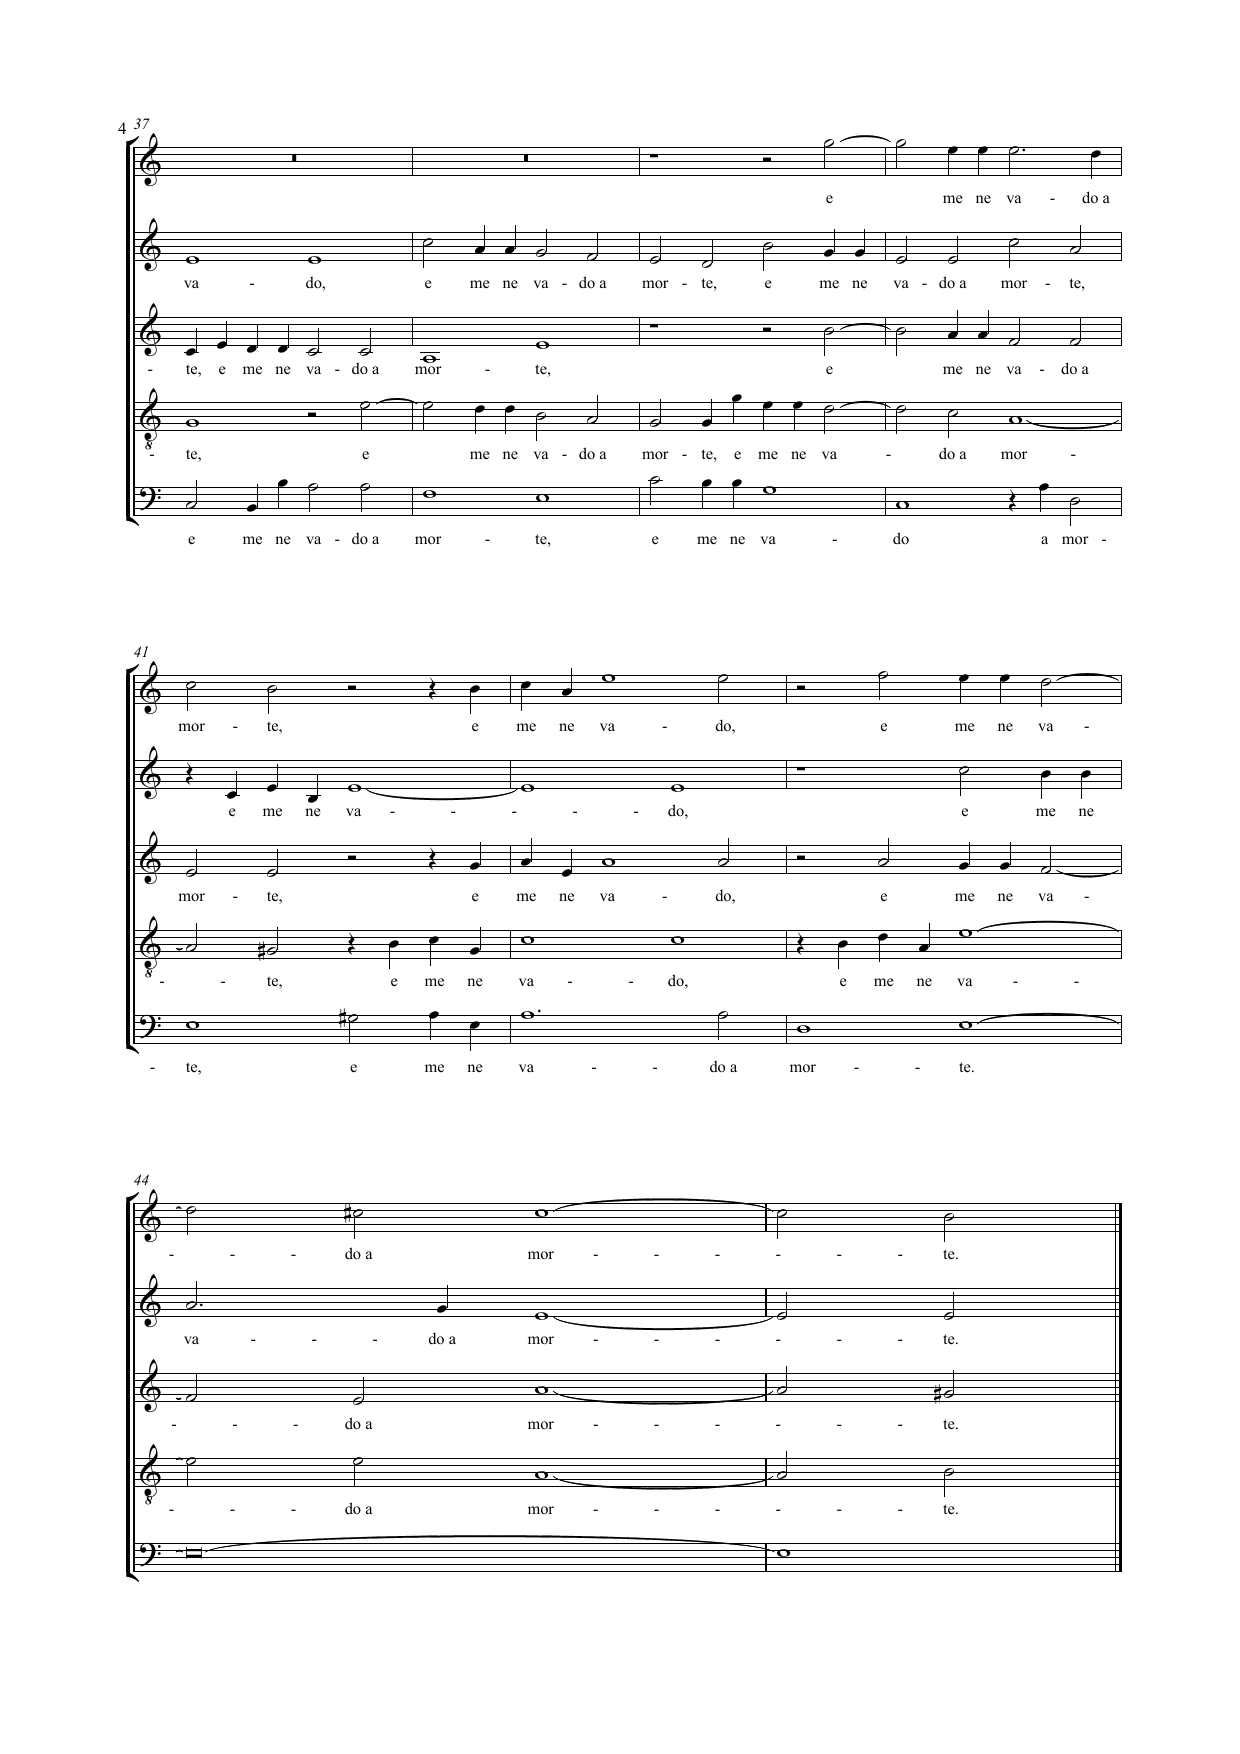 4 37
e me ne va - do a
va - do, e me ne va - do a mor - te, e me ne va - do a mor - te,
- te, e me ne va - do a mor - te, e me ne va - do a
8
- te, e me ne va - do a mor - te, e me ne va - do a mor -
e me ne va - do a mor - te, e me ne va - do a mor -
41
mor - te, e me ne va - do, e me ne va -
e me ne va - - - - - do, e me ne
mor - te, e me ne va - do, e me ne va -
8
- - te, e me ne va - - do, e me ne va - -
- te, e me ne va - - do a mor - - te.
44
- - - do a mor - - - - - - te.
va - - - do a mor - - - - - - te.
- - - do a mor - - - - - - te.
8
- - - do a mor - - - - - - te.